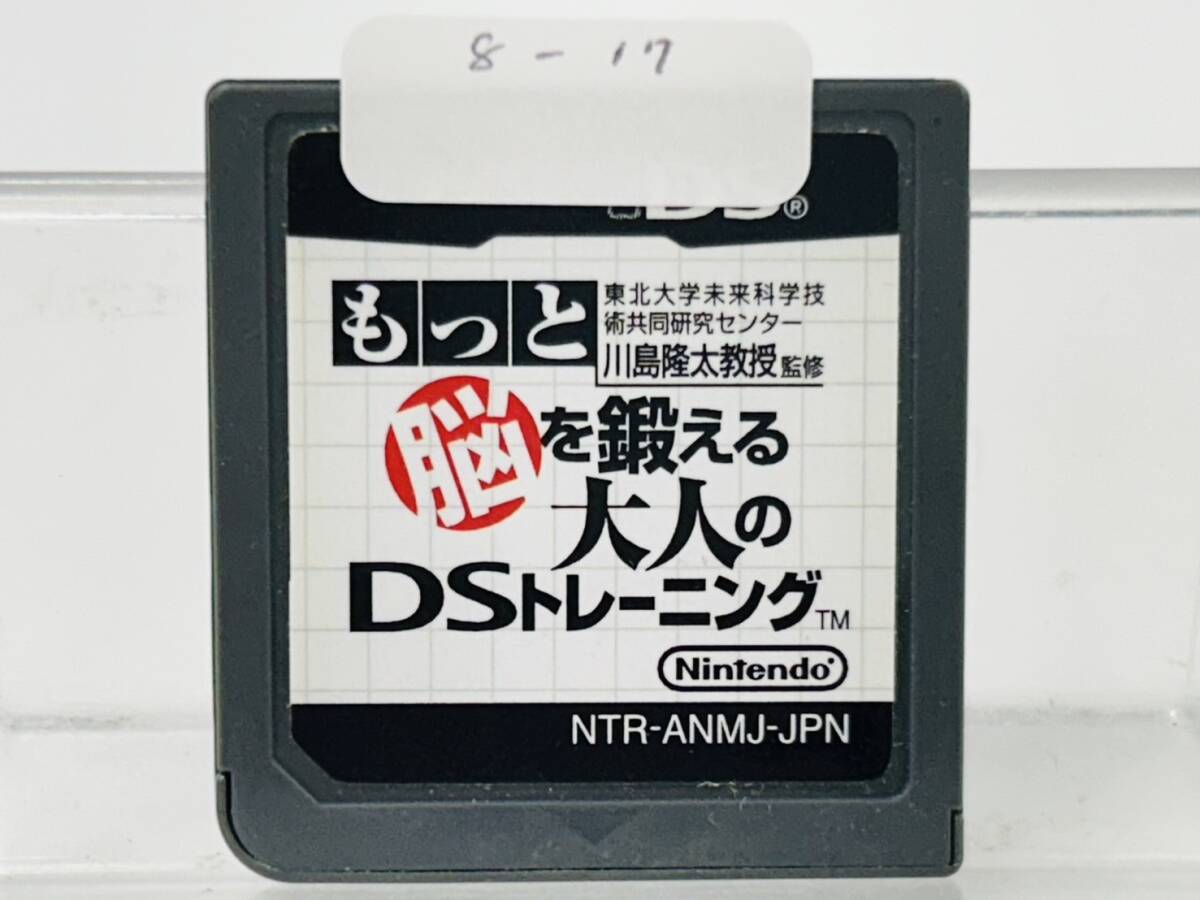 8-17
DS®
もっと
東北大学未来科学技
術共同研究センター
川島隆太教授監修
脳を鍛える
大人の
DSトレーニング™
Nintendo
NTR-ANMJ-JPN